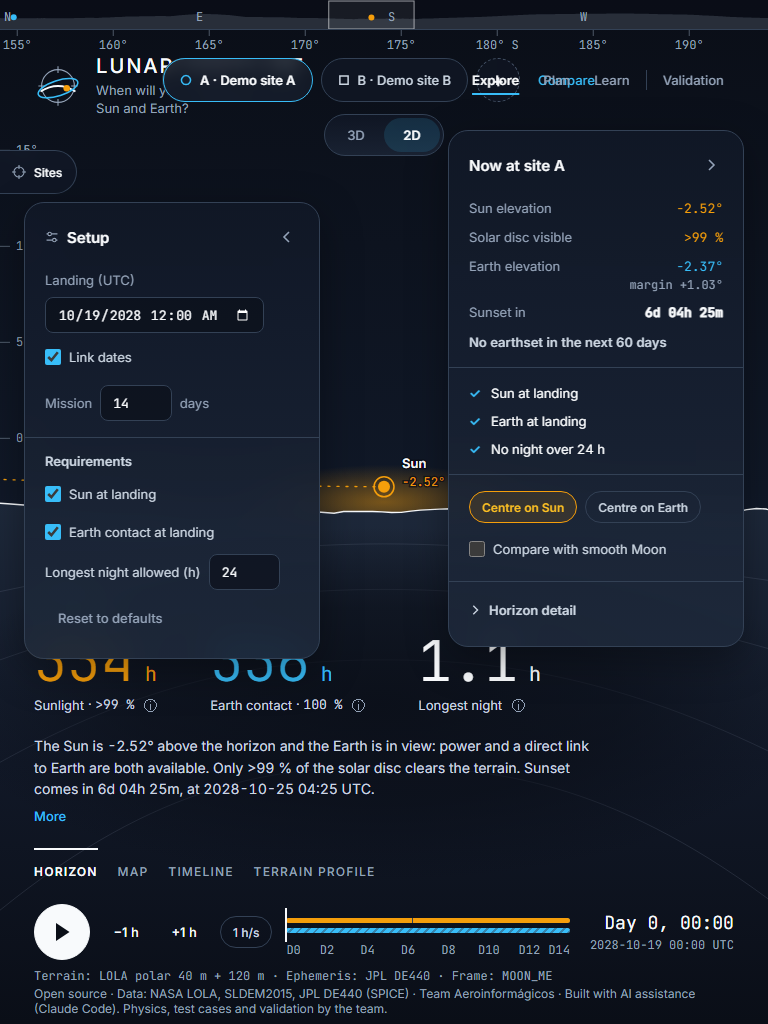 N E S W
155° 160° 165° 170° 175° 180° S 185° 190°
LUNAR
When will y
Sun and Earth?
A · Demo site A
B · Demo site B
Explore
Plan
Compare
Learn
Validation
3D 2D
15°
Sites
Now at site A
Sun elevation -2.52°
Solar disc visible >99 %
Earth elevation -2.37°
margin +1.03°
Sunset in 6d 04h 25m
No earthset in the next 60 days
Sun at landing
Earth at landing
No night over 24 h
Centre on Sun Centre on Earth
Compare with smooth Moon
Horizon detail
Setup
Landing (UTC)
10/19/2028 12:00 AM
Link dates
Mission 14 days
Requirements
Sun at landing
Earth contact at landing
Longest night allowed (h) 24
Reset to defaults
1
5
0
Sun
-2.52°
334 h 336 h 1.1 h
Sunlight · >99 % Earth contact · 100 % Longest night
The Sun is -2.52° above the horizon and the Earth is in view: power and a direct link
to Earth are both available. Only >99 % of the solar disc clears the terrain. Sunset
comes in 6d 04h 25m, at 2028-10-25 04:25 UTC.
More
HORIZON MAP TIMELINE TERRAIN PROFILE
−1 h +1 h 1 h/s
D0 D2 D4 D6 D8 D10 D12 D14
Day 0, 00:00
2028-10-19 00:00 UTC
Terrain: LOLA polar 40 m + 120 m · Ephemeris: JPL DE440 · Frame: MOON_ME
Open source · Data: NASA LOLA, SLDEM2015, JPL DE440 (SPICE) · Team Aeroinformágicos · Built with AI assistance
(Claude Code). Physics, test cases and validation by the team.